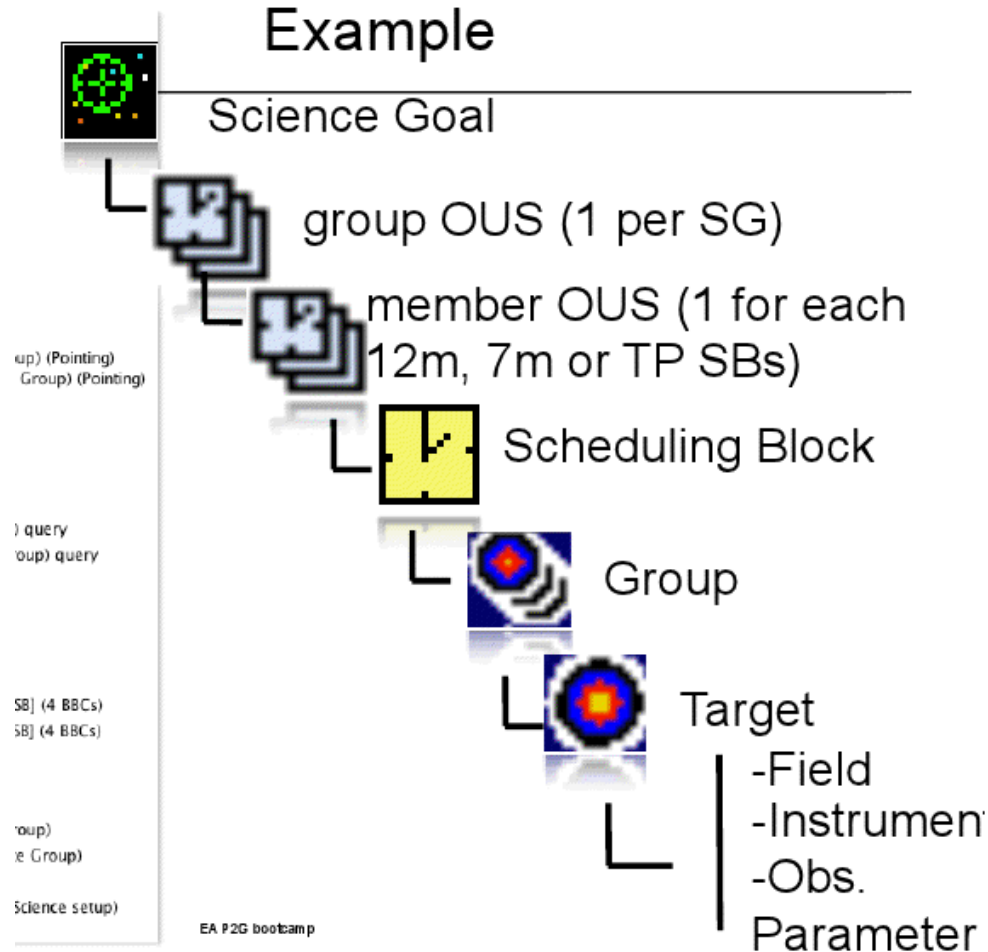 Example
Science Goal
group OUS (1 per SG)
member OUS (1 for each
12m, 7m or TP SBs)
Scheduling Block
Group
Target
-Field
-Instrument
-Obs.
Parameter
up) (Pointing)
Group) (Pointing)
) query
oup) query
SB] (4 BBCs)
SB] (4 BBCs)
roup)
e Group)
Science setup)
EA P2G bootcamp